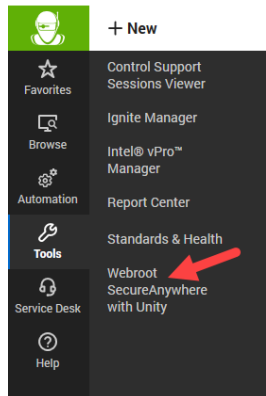 + New
Favorites
Browse
Automation
Tools
Service Desk
Help
Control Support
Sessions Viewer
Ignite Manager
Intel® vPro™
Manager
Report Center
Standards & Health
Webroot
SecureAnywhere
with Unity